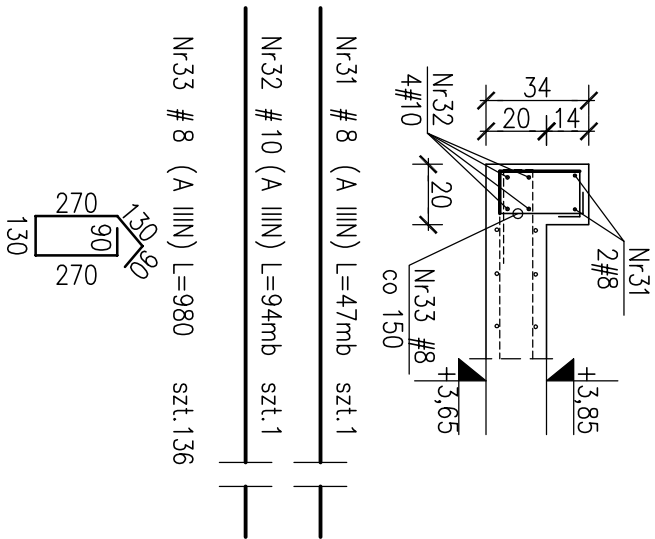 34
20
14
20
Nr32
4#10
Nr31
2#8
Nr33 #8
co 150
+3,65
+3,85
Nr31 #8 (A IIIN) L=47mb szt.1
Nr32 #10 (A IIIN) L=94mb szt.1
Nr33 #8 (A IIIN) L=980 szt.136
270
130
90
90
270
130